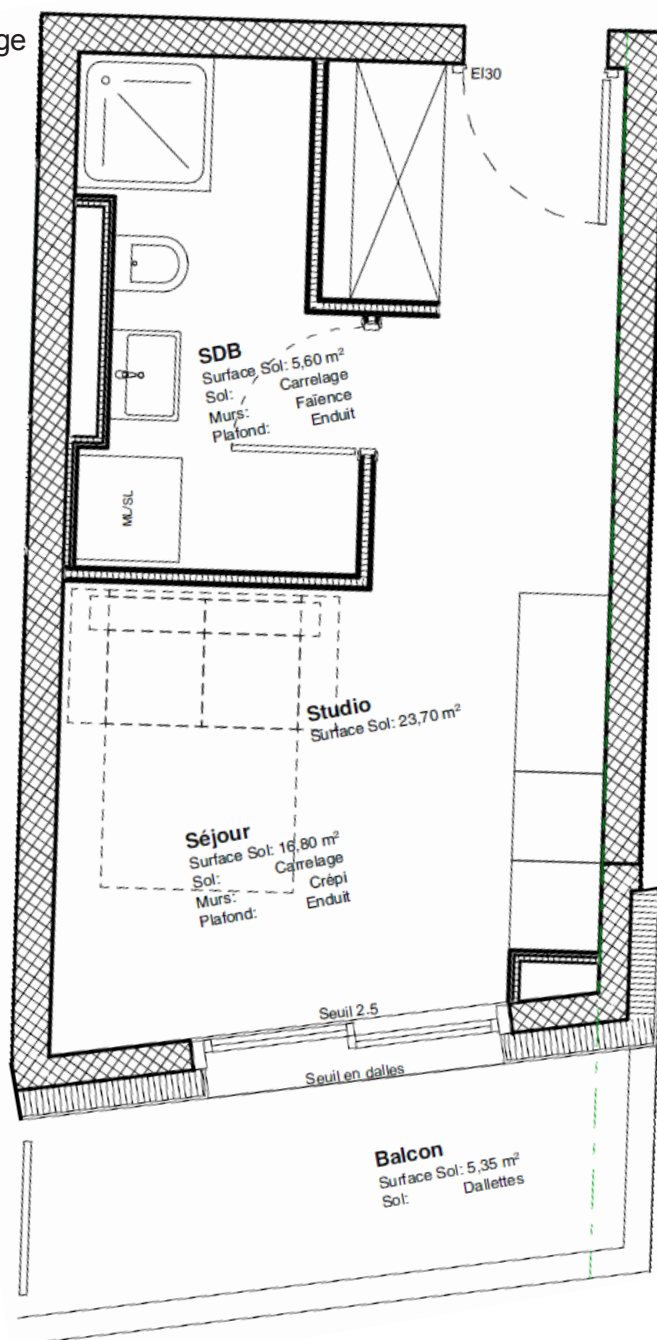 ge
EI30
SDB
Surface Sol: 5,60 m²
Sol: Carrelage
Murs: Faïence
Plafond: Enduit
ML/SL
Studio
Surface Sol: 23,70 m²
Séjour
Surface Sol: 16,80 m²
Sol: Carrelage
Murs: Crépi
Plafond: Enduit
Seuil 2.5
Seuil en dalles
Balcon
Surface Sol: 5,35 m²
Sol: Dallettes